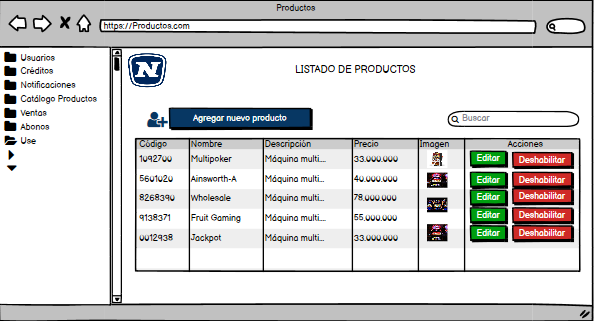 Productos
https://Productos.com
Usuarios
Créditos
Notificaciones
Catálogo Productos
Ventas
Abonos
Use
N
LISTADO DE PRODUCTOS
Agregar nuevo producto
Buscar
Código Nombre Descripción Precio Imagen Acciones
1092700 Multipoker Máquina multi... 33.000.000 Editar Deshabilitar
5601020 Ainsworth-A Máquina multi... 40.000.000 Editar Deshabilitar
8268390 Wholesale Máquina multi... 78.000.000 Editar Deshabilitar
9138371 Fruit Gaming Máquina multi... 55.000.000 Editar Deshabilitar
0012938 Jackpot Máquina multi... 33.000.000 Editar Deshabilitar